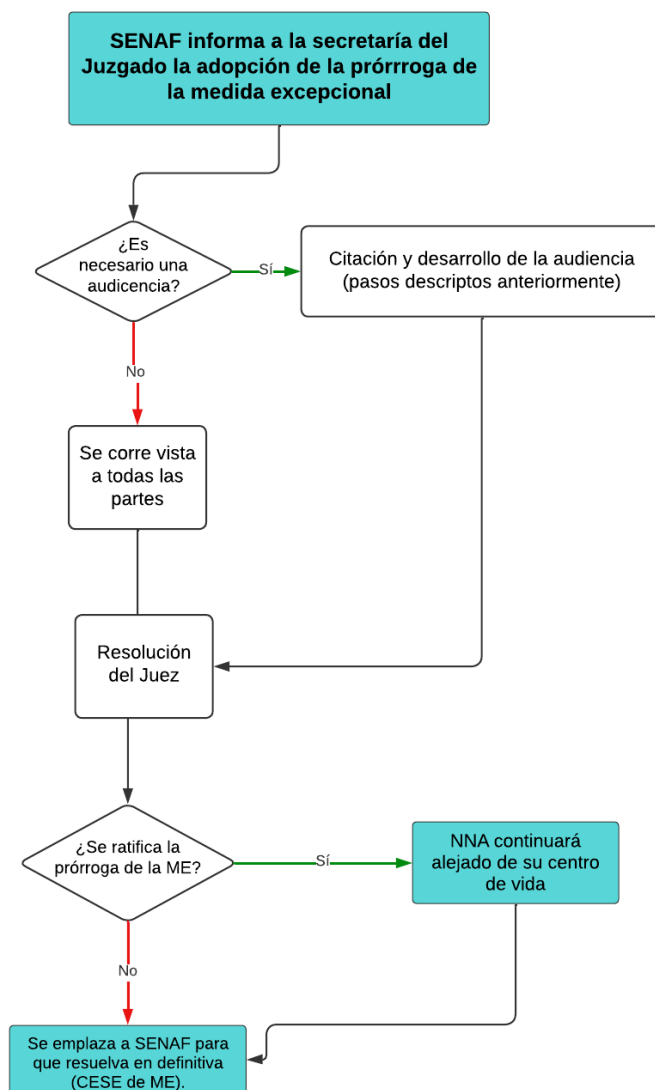 SENAF informa a la secretaría del
Juzgado la adopción de la prórrroga de
la medida excepcional
¿Es
necesario una
audicencia?
Sí
Citación y desarrollo de la audiencia
(pasos descriptos anteriormente)
No
Se corre vista
a todas las
partes
Resolución
del Juez
¿Se ratifica la
prórroga de la ME?
Sí
NNA continuará
alejado de su centro
de vida
No
Se emplaza a SENAF para
que resuelva en definitiva
(CESE de ME).